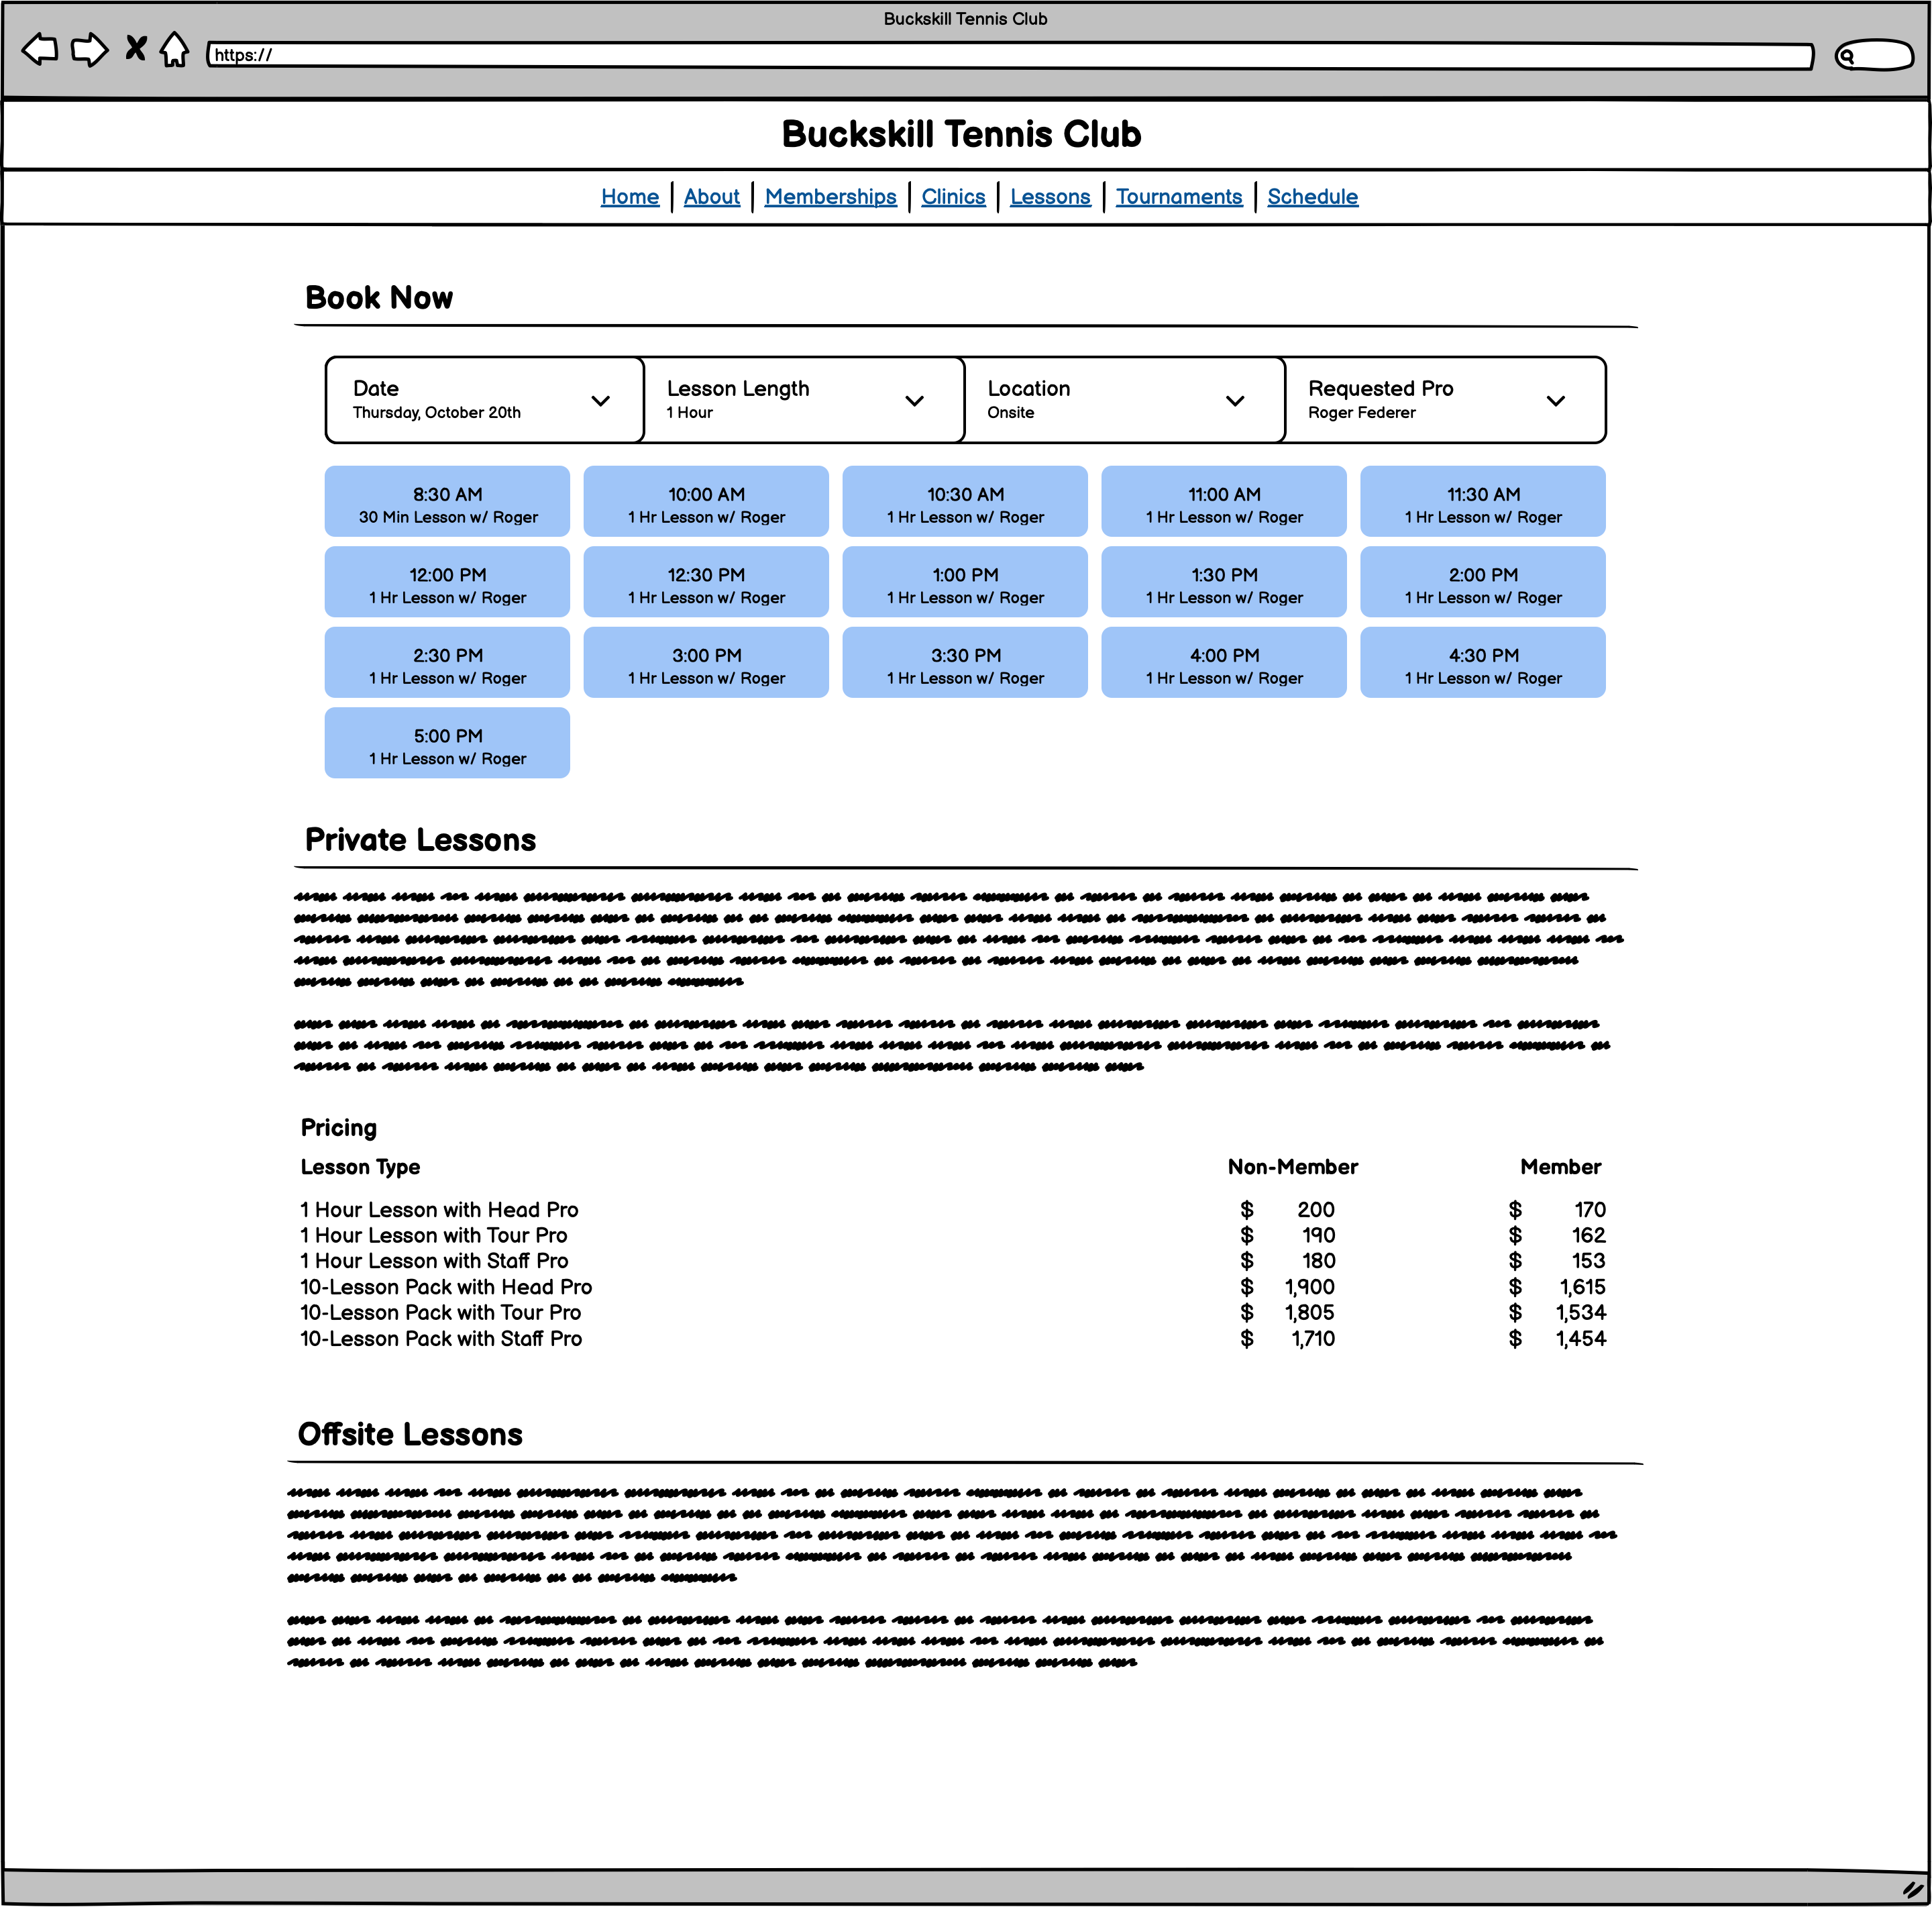 Buckskill Tennis Club
https://
Buckskill Tennis Club
Home | About | Memberships | Clinics | Lessons | Tournaments | Schedule
Book Now
Date Lesson Length Location Requested Pro
Thursday, October 20th 1 Hour Onsite Roger Federer
8:30 AM 10:00 AM 10:30 AM 11:00 AM 11:30 AM
30 Min Lesson w/ Roger 1 Hr Lesson w/ Roger 1 Hr Lesson w/ Roger 1 Hr Lesson w/ Roger 1 Hr Lesson w/ Roger
12:00 PM 12:30 PM 1:00 PM 1:30 PM 2:00 PM
1 Hr Lesson w/ Roger 1 Hr Lesson w/ Roger 1 Hr Lesson w/ Roger 1 Hr Lesson w/ Roger 1 Hr Lesson w/ Roger
2:30 PM 3:00 PM 3:30 PM 4:00 PM 4:30 PM
1 Hr Lesson w/ Roger 1 Hr Lesson w/ Roger 1 Hr Lesson w/ Roger 1 Hr Lesson w/ Roger 1 Hr Lesson w/ Roger
5:00 PM
1 Hr Lesson w/ Roger
Private Lessons
Pricing
Lesson Type Non-Member Member
1 Hour Lesson with Head Pro $ 200 $ 170
1 Hour Lesson with Tour Pro $ 190 $ 162
1 Hour Lesson with Staff Pro $ 180 $ 153
10-Lesson Pack with Head Pro $ 1,900 $ 1,615
10-Lesson Pack with Tour Pro $ 1,805 $ 1,534
10-Lesson Pack with Staff Pro $ 1,710 $ 1,454
Offsite Lessons